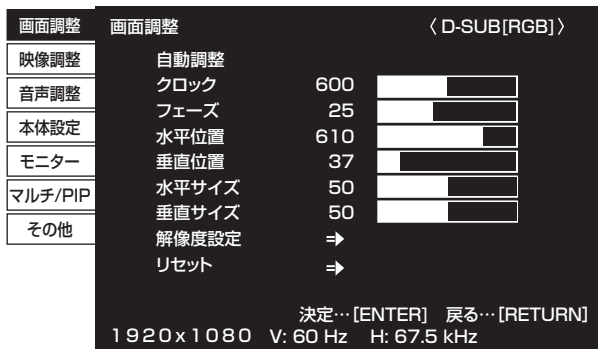 画面調整
映像調整
音声調整
本体設定
モニター
マルチ/PIP
その他
画面調整 〈 D-SUB[RGB] 〉
自動調整
クロック 600
フェーズ 25
水平位置 610
垂直位置 37
水平サイズ 50
垂直サイズ 50
解像度設定
リセット
決定…[ENTER] 戻る…[RETURN]
1920x1080 V: 60 Hz H: 67.5 kHz